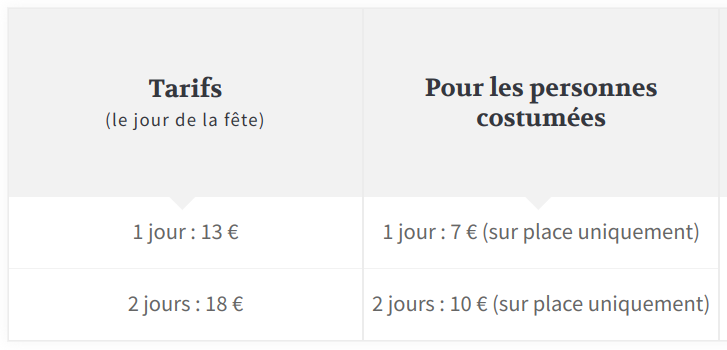 Tarifs
(le jour de la fête)
1 jour : 13 €
2 jours : 18 €
Pour les personnes
costumées
1 jour : 7 € (sur place uniquement)
2 jours : 10 € (sur place uniquement)